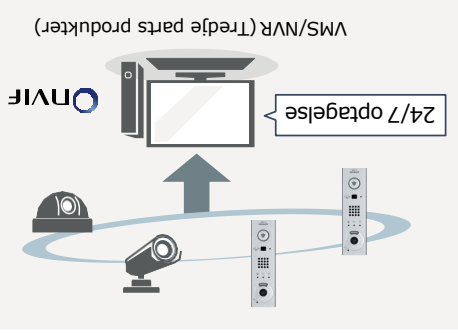 24/7 optagelse
ONVIF
VMS/NVR (Tredje parts produkter)